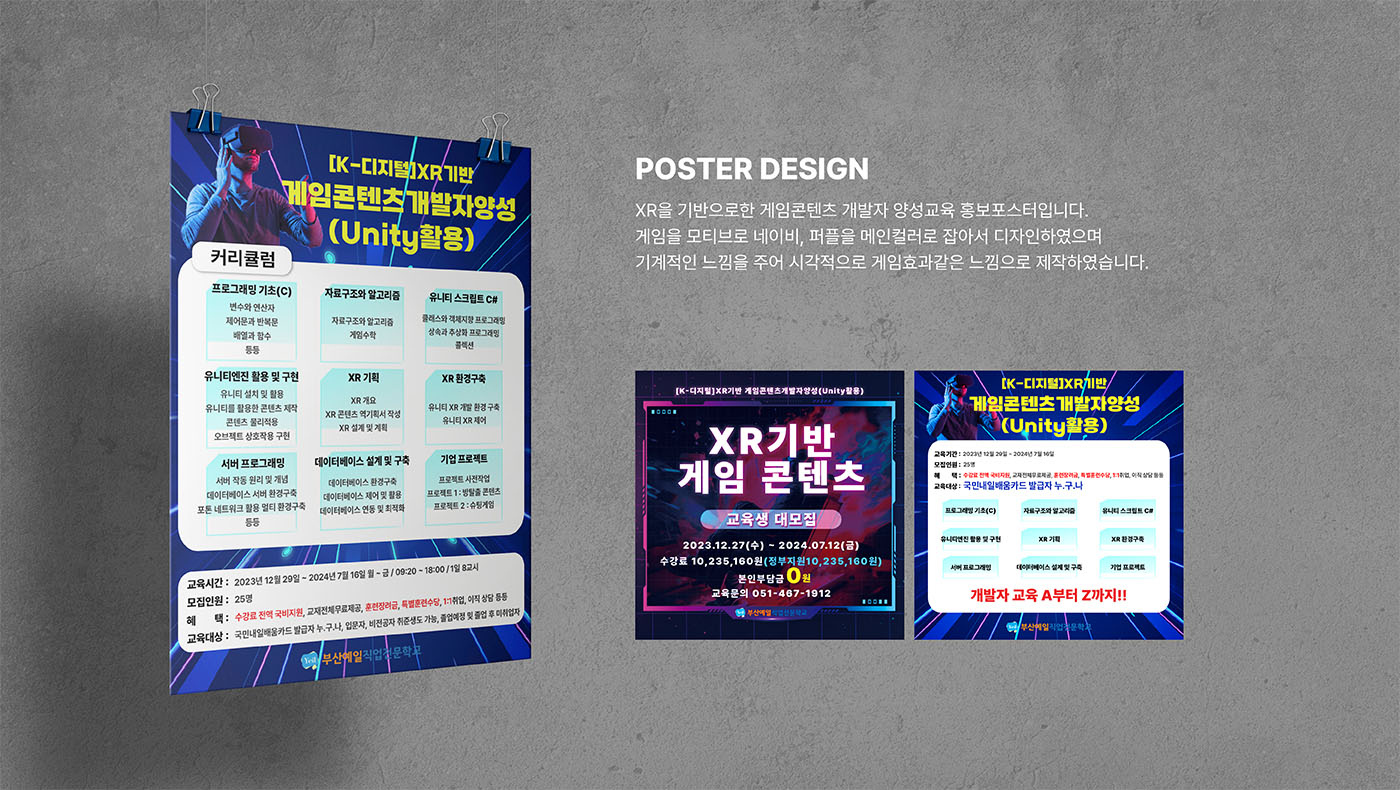 [K-디지털]XR기반
게임콘텐츠개발자양성
(Unity활용)
커리큘럼
프로그래밍 기초(C)
변수와 연산자
제어문과 반복문
배열과 함수
등등
자료구조와 알고리즘
자료구조와 알고리즘
게임수학
유니티 스크립트 C#
클래스와 객체지향 프로그래밍
상속과 추상화 프로그래밍
콜렉션
유니티엔진 활용 및 구현
유니티 설치 및 활용
유니티를 활용한 콘텐츠 제작
콘텐츠 물리적용
오브젝트 상호작용 구현
XR 기획
XR 개요
XR 콘텐츠 역기획서 작성
XR 설계 및 계획
XR 환경구축
유니티 XR 개발 환경 구축
유니티 XR 제어
서버 프로그래밍
서버 작동 원리 및 개념
데이터베이스 서버 환경구축
포톤 네트워크 활용 멀티 환경구축
등등
데이터베이스 설계 및 구축
데이터베이스 환경구축
데이터베이스 제어 및 활용
데이터베이스 연동 및 최적화
기업 프로젝트
프로젝트 사전작업
프로젝트 1 : 방탈출 콘텐츠
프로젝트 2 : 슈팅게임
교육시간 : 2023년 12월 29일 ~ 2024년 7월 16일 월 ~ 금 / 09:20 ~ 18:00 / 1일 8교시
모집인원 : 25명
혜 택 : 수강료 전액 국비지원, 교재전체무료제공, 훈련장려금, 특별훈련수당, 1:1취업, 이직 상담 등등
교육대상 : 국민내일배움카드 발급자 누.구.나, 입문자, 비전공자 취준생도 가능, 졸업예정 및 졸업 후 미취업자
Yeil 부산예일직업전문학교
POSTER DESIGN
XR을 기반으로한 게임콘텐츠 개발자 양성교육 홍보포스터입니다.
게임을 모티브로 네이비, 퍼플을 메인컬러로 잡아서 디자인하였으며
기계적인 느낌을 주어 시각적으로 게임효과같은 느낌으로 제작하였습니다.
[K-디지털]XR기반 게임콘텐츠개발자양성(Unity활용)
XR기반
게임 콘텐츠
교육생 대모집
2023.12.27(수) ~ 2024.07.12(금)
수강료 10,235,160원(정부지원10,235,160원)
본인부담금 0원
교육문의 051-467-1912
부산예일직업전문학교
[K-디지털]XR기반
게임콘텐츠개발자양성
(Unity활용)
교육기간 : 2023년 12월 29일 ~ 2024년 7월 16일
모집인원 : 25명
혜 택 : 수강료 전액 국비지원, 교재전체무료제공, 훈련장려금, 특별훈련수당, 1:1취업, 이직 상담 등등
교육대상 : 국민내일배움카드 발급자 누.구.나
프로그래밍 기초(C)
자료구조와 알고리즘
유니티 스크립트 C#
유니티엔진 활용 및 구현
XR 기획
XR 환경구축
서버 프로그래밍
데이터베이스 설계 및 구축
기업 프로젝트
개발자 교육 A부터 Z까지!!
부산예일직업전문학교